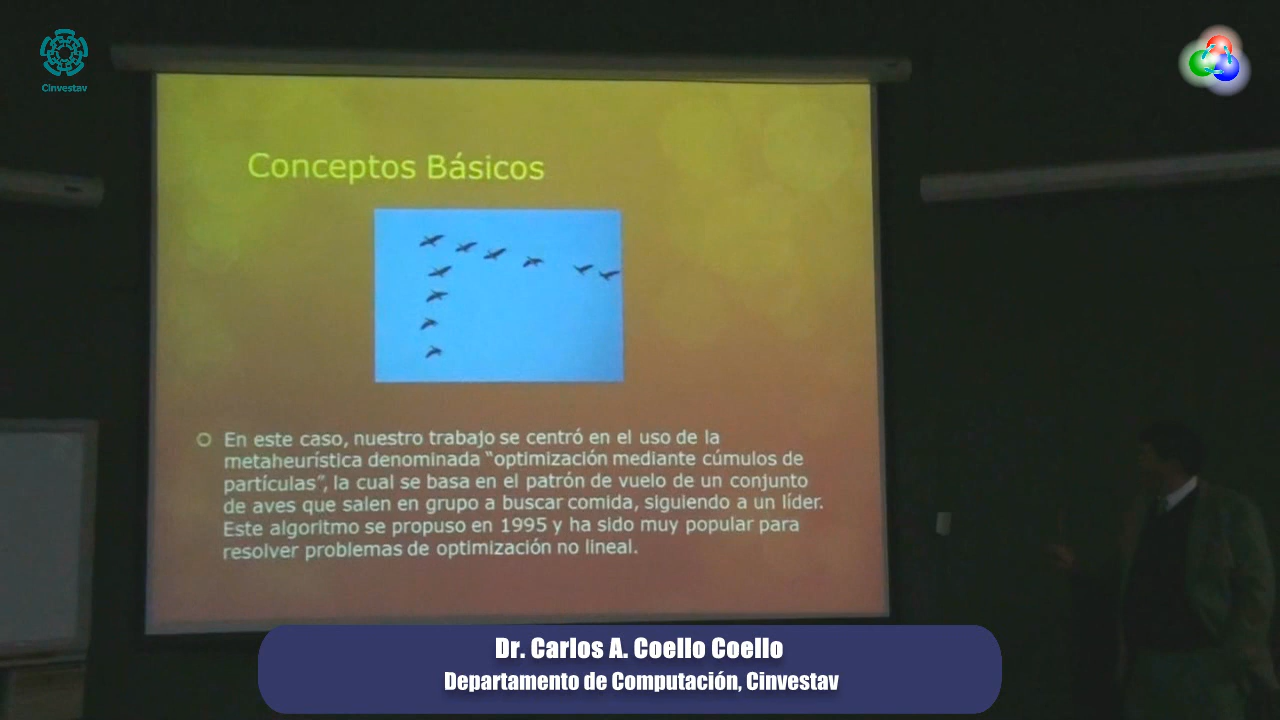 Cinvestav
Conceptos Básicos
En este caso, nuestro trabajo se centró en el uso de la
metaheurística denominada “optimización mediante cúmulos de
partículas”, la cual se basa en el patrón de vuelo de un conjunto
de aves que salen en grupo a buscar comida, siguiendo a un líder.
Este algoritmo se propuso en 1995 y ha sido muy popular para
resolver problemas de optimización no lineal.
Dr. Carlos A. Coello Coello
Departamento de Computación, Cinvestav